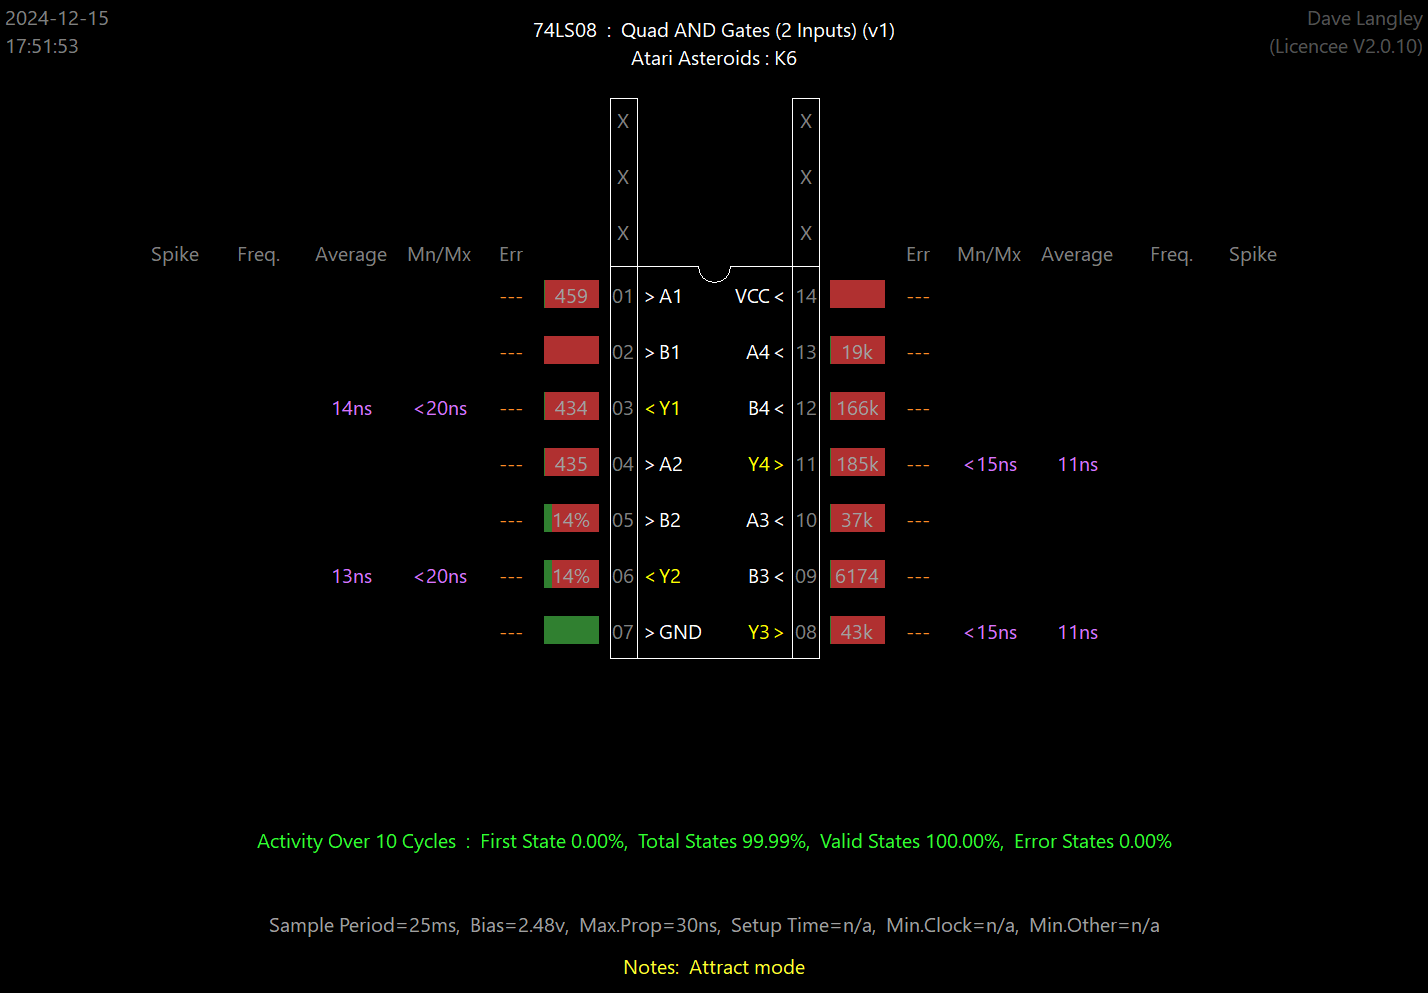 2024-12-15
17:51:53
74LS08 : Quad AND Gates (2 Inputs) (v1)
Atari Asteroids : K6
Dave Langley
(Licencee V2.0.10)
X X
X X
X X
Spike Freq. Average Mn/Mx Err Err Mn/Mx Average Freq. Spike
--- 459 01 >A1 VCC< 14 ---
--- 02 >B1 A4< 13 19k ---
14ns <20ns --- 434 03 <Y1 B4< 12 166k ---
--- 435 04 >A2 Y4> 11 185k --- <15ns 11ns
--- 14% 05 >B2 A3< 10 37k ---
13ns <20ns --- 14% 06 <Y2 B3< 09 6174 ---
--- 07 >GND Y3> 08 43k --- <15ns 11ns
Activity Over 10 Cycles : First State 0.00%, Total States 99.99%, Valid States 100.00%, Error States 0.00%
Sample Period=25ms, Bias=2.48v, Max.Prop=30ns, Setup Time=n/a, Min.Clock=n/a, Min.Other=n/a
Notes: Attract mode